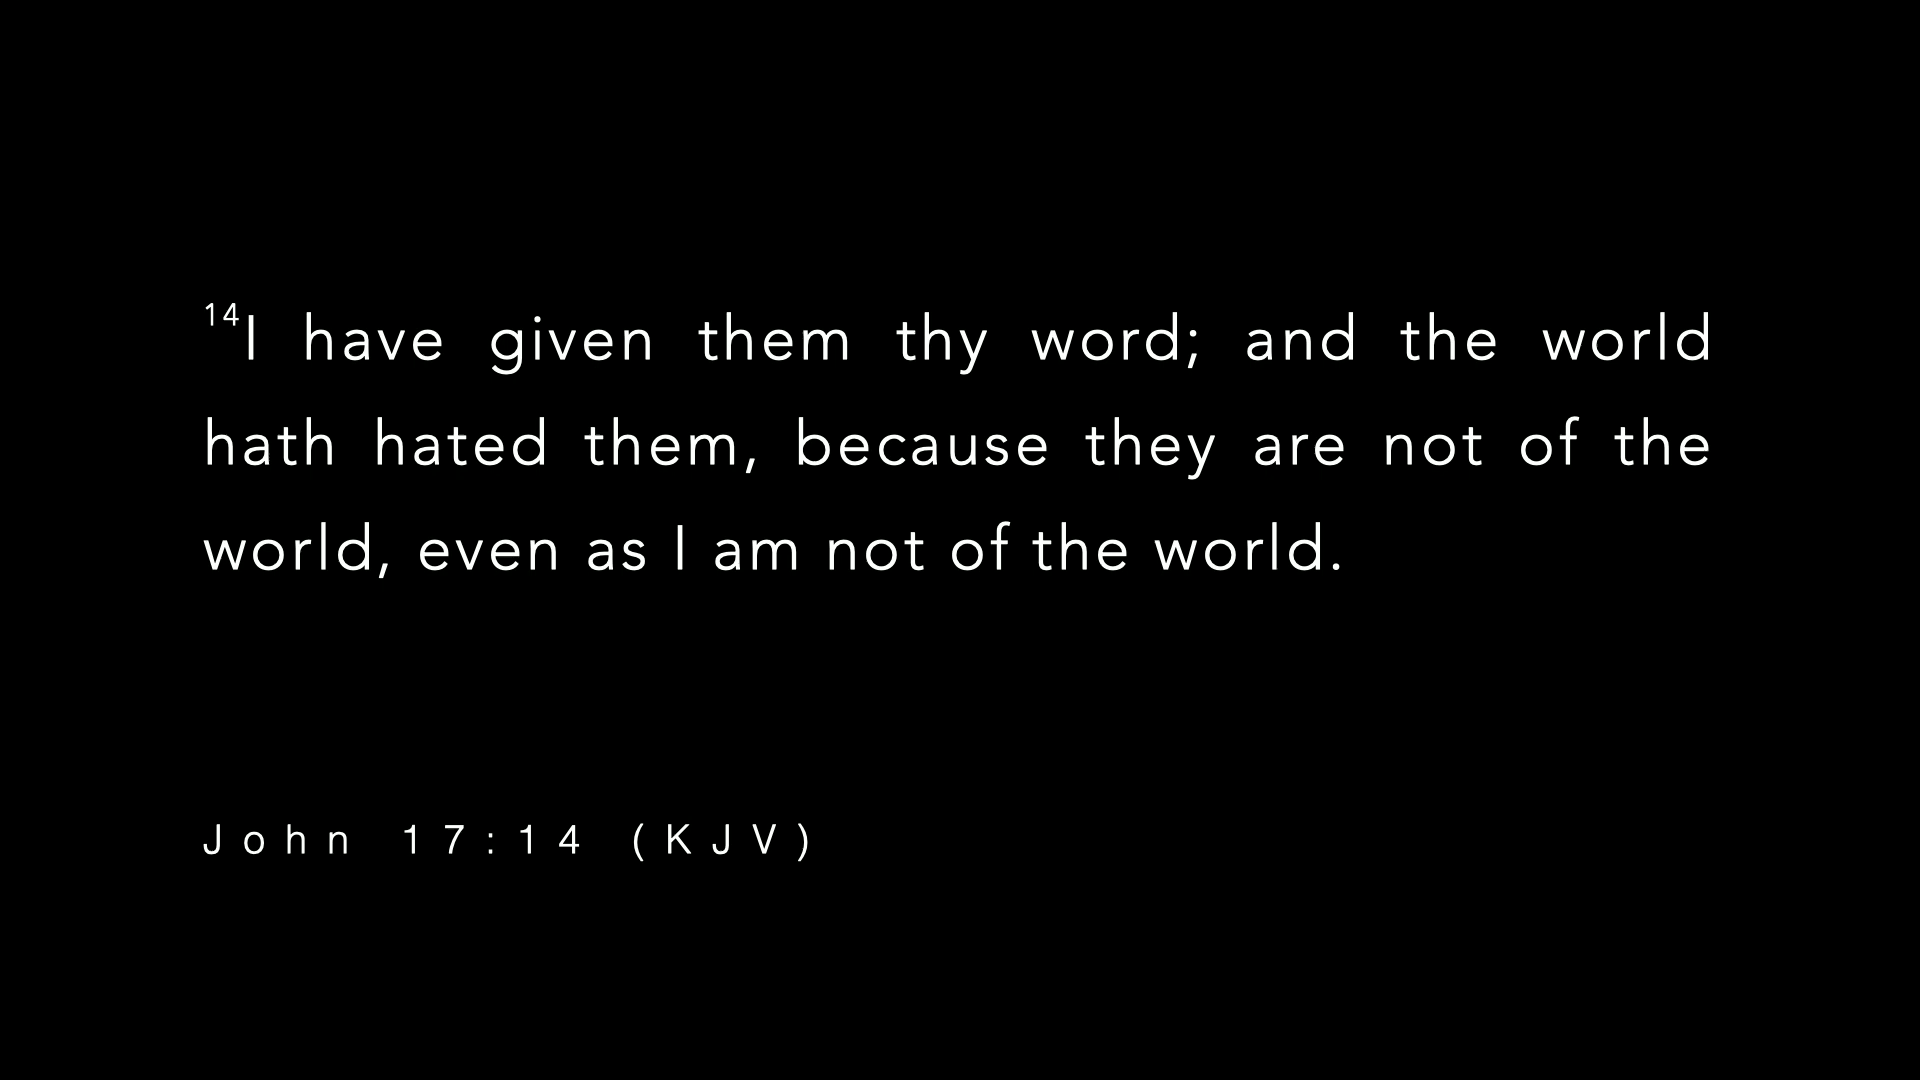 14I have given them thy word; and the world
hath hated them, because they are not of the
world, even as I am not of the world.
John 17:14 (KJV)